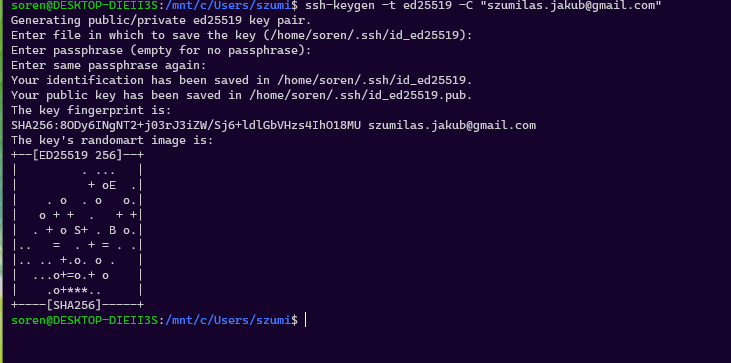 soren@DESKTOP-DIEII3S:/mnt/c/Users/szumi$ ssh-keygen -t ed25519 -C "szumilas.jakub@gmail.com"
Generating public/private ed25519 key pair.
Enter file in which to save the key (/home/soren/.ssh/id_ed25519):
Enter passphrase (empty for no passphrase):
Enter same passphrase again:
Your identification has been saved in /home/soren/.ssh/id_ed25519.
Your public key has been saved in /home/soren/.ssh/id_ed25519.pub.
The key fingerprint is:
SHA256:8ODy6INgNT2+j03rJ3iZW/Sj6+ldlGbVHzs4IhO18MU szumilas.jakub@gmail.com
The key's randomart image is:
+--[ED25519 256]--+
|         . ...   |
|          + oE  .|
|    . o  . o   o.|
|   o + +  .   + +|
|  . + o S+ . B o.|
|..   =  . + = . .|
|.. .. +.o. o .   |
|  ...o+=o.+ o    |
|    .o+***..     |
+----[SHA256]-----+
soren@DESKTOP-DIEII3S:/mnt/c/Users/szumi$